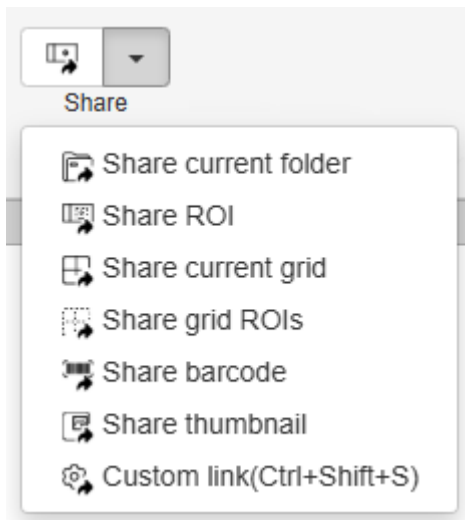 Share
Share current folder
Share ROI
Share current grid
Share grid ROIs
Share barcode
Share thumbnail
Custom link(Ctrl+Shift+S)